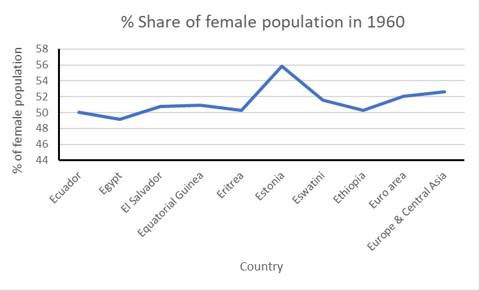 % Share of female population in 1960
% of female population
58
56
54
52
50
48
46
44
Ecuador
Egypt
El Salvador
Equatorial Guinea
Eritrea
Estonia
Eswatini
Ethiopia
Euro area
Europe & Central Asia
Country